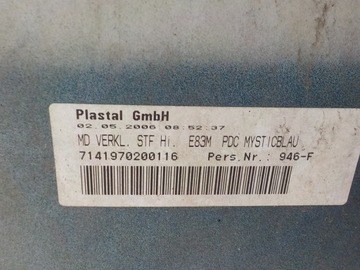 Plastal GmbH
02.05.2006 08:52:37
MD VERKL. STF Hi. E83M PDC MYSTICBLAU
7141970200116 Pers.Nr.: 946-F